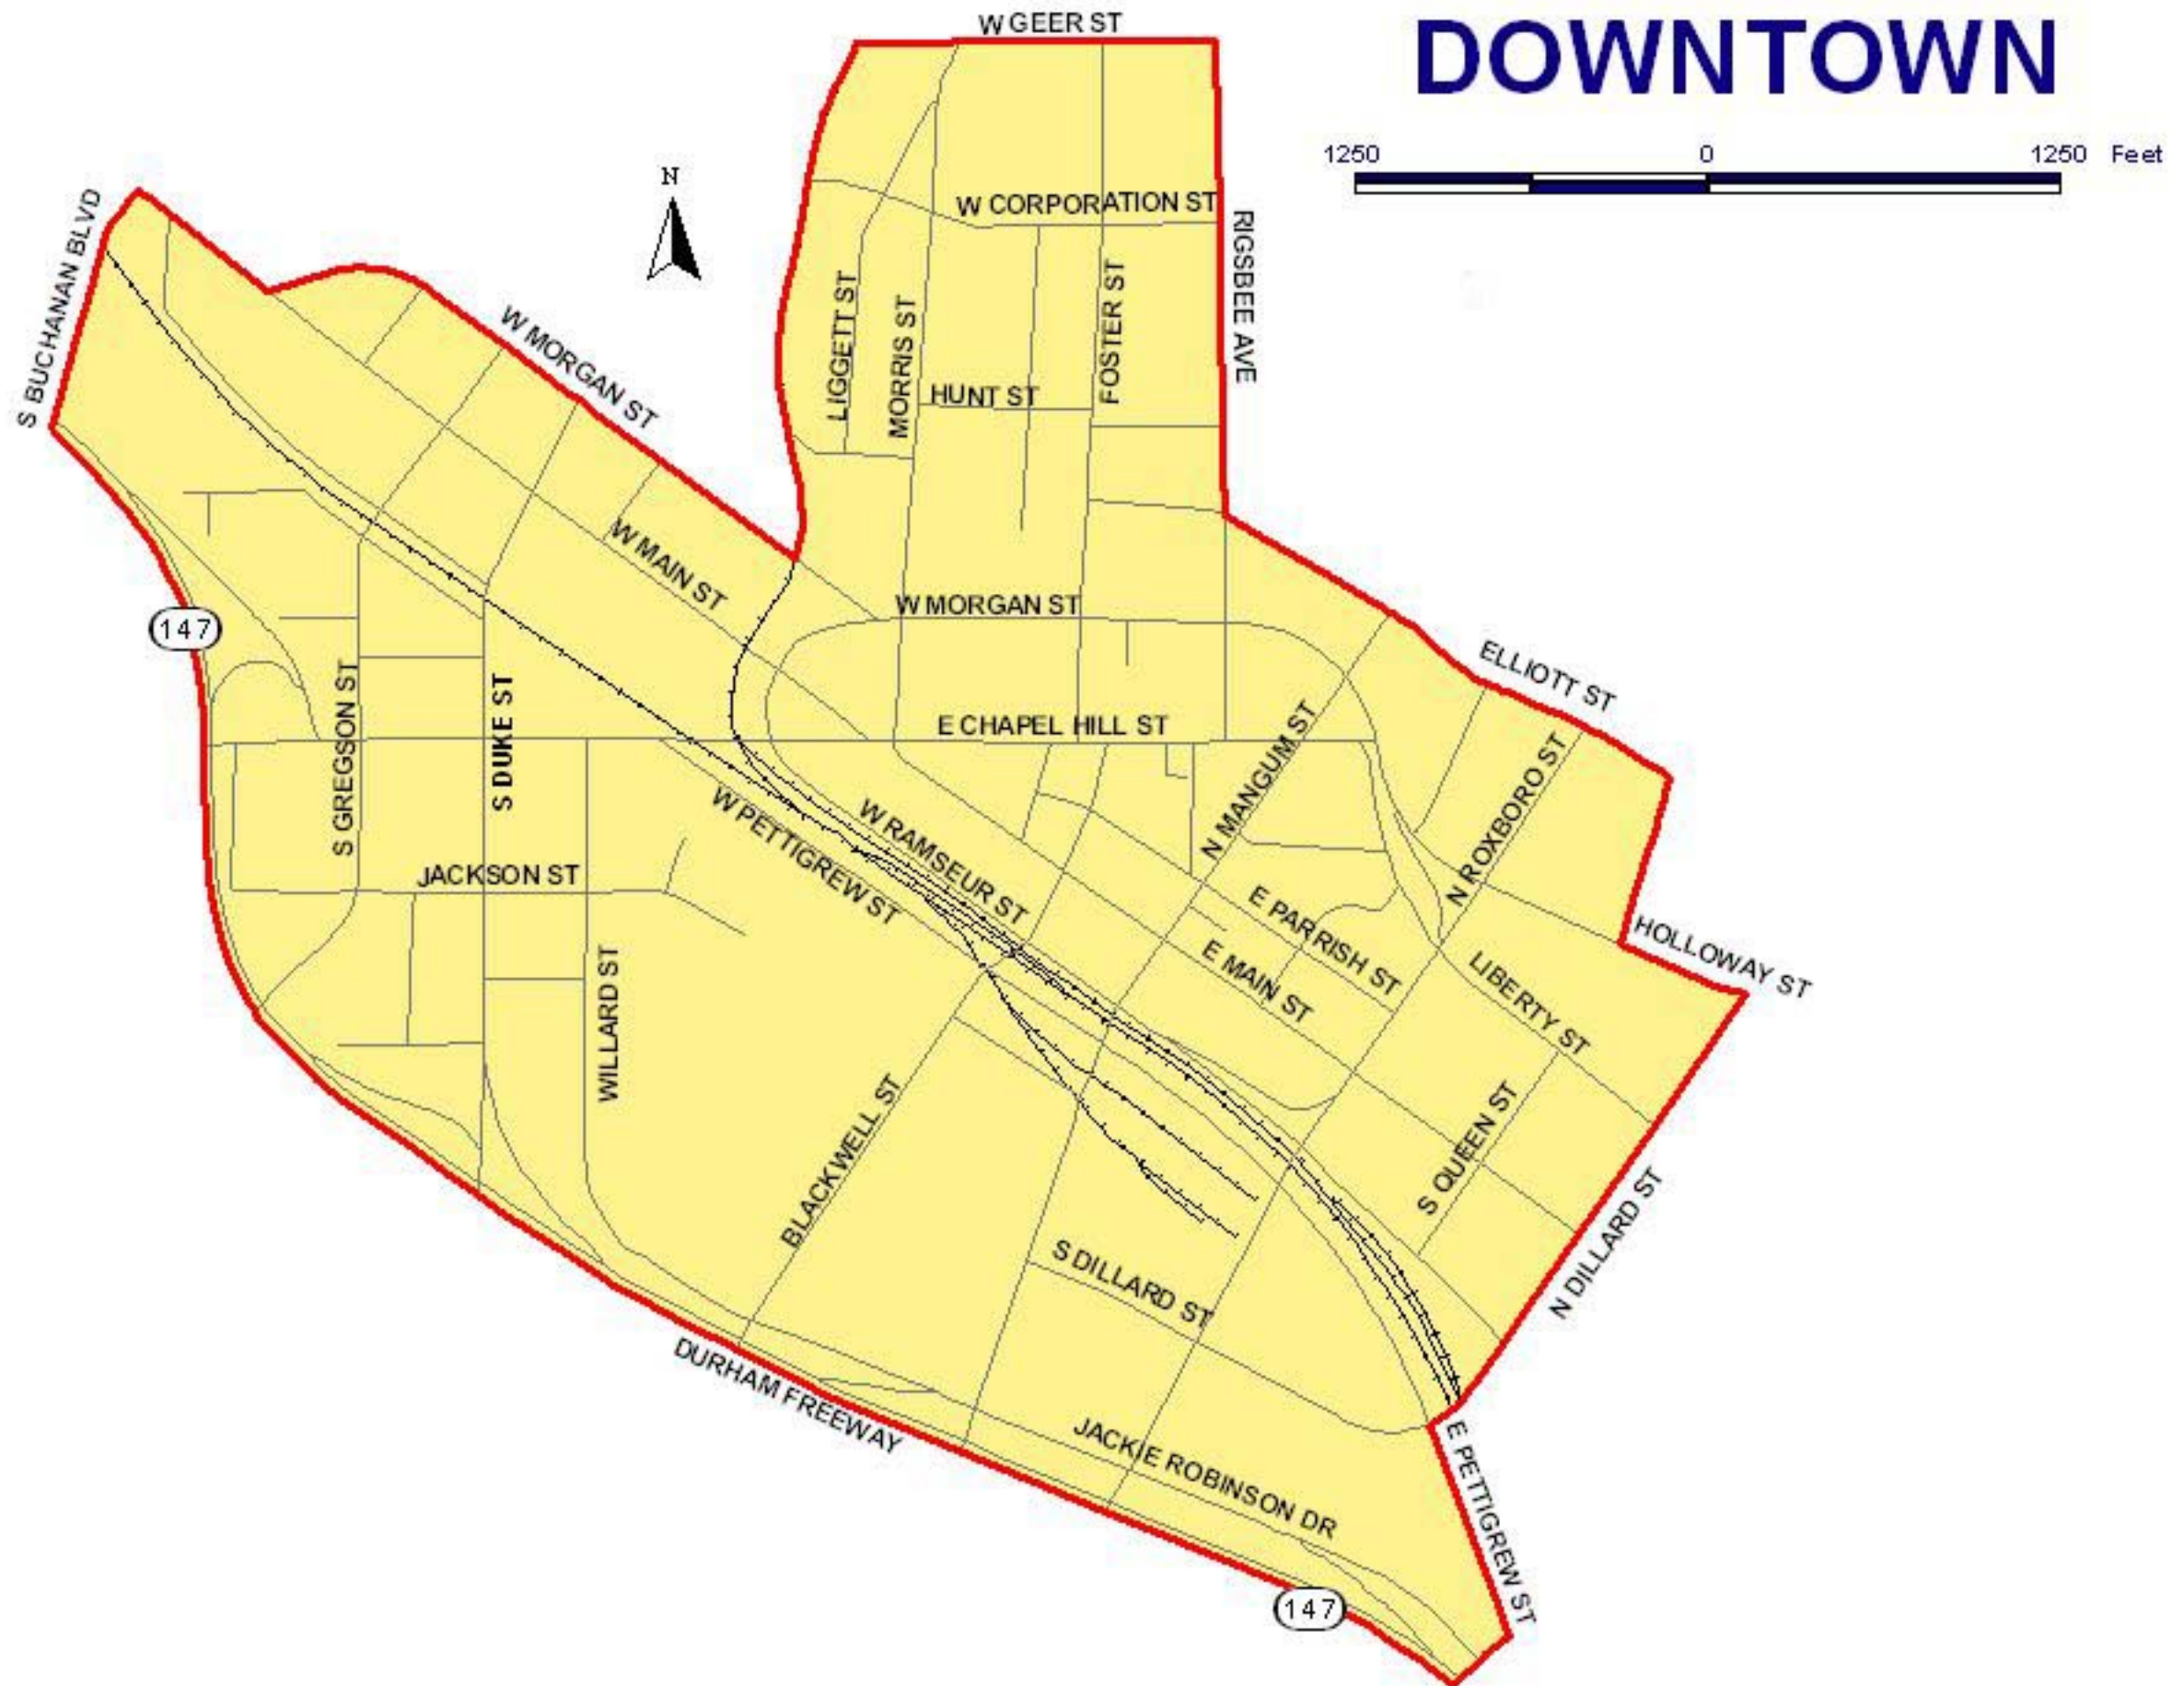 W GEER ST
DOWNTOWN
1250 0 1250 Feet
N
S BUCHANAN BLVD
W CORPORATION ST
RIGSBEE AVE
LIGGETT ST
MORRIS ST
FOSTER ST
W MORGAN ST
HUNT ST
W MAIN ST
W MORGAN ST
147
ELLIOTT ST
S GREGSON ST
S DUKE ST
E CHAPEL HILL ST
N MANGUM ST
N ROXBORO ST
W PETTIGREW ST
W RAMSEUR ST
JACKSON ST
E PARRISH ST
E MAIN ST
HOLLOWAY ST
LIBERTY ST
WILLARD ST
BLACKWELL ST
S QUEEN ST
N DILLARD ST
S DILLARD ST
DURHAM FREEWAY
JACKIE ROBINSON DR
E PETTIGREW ST
147